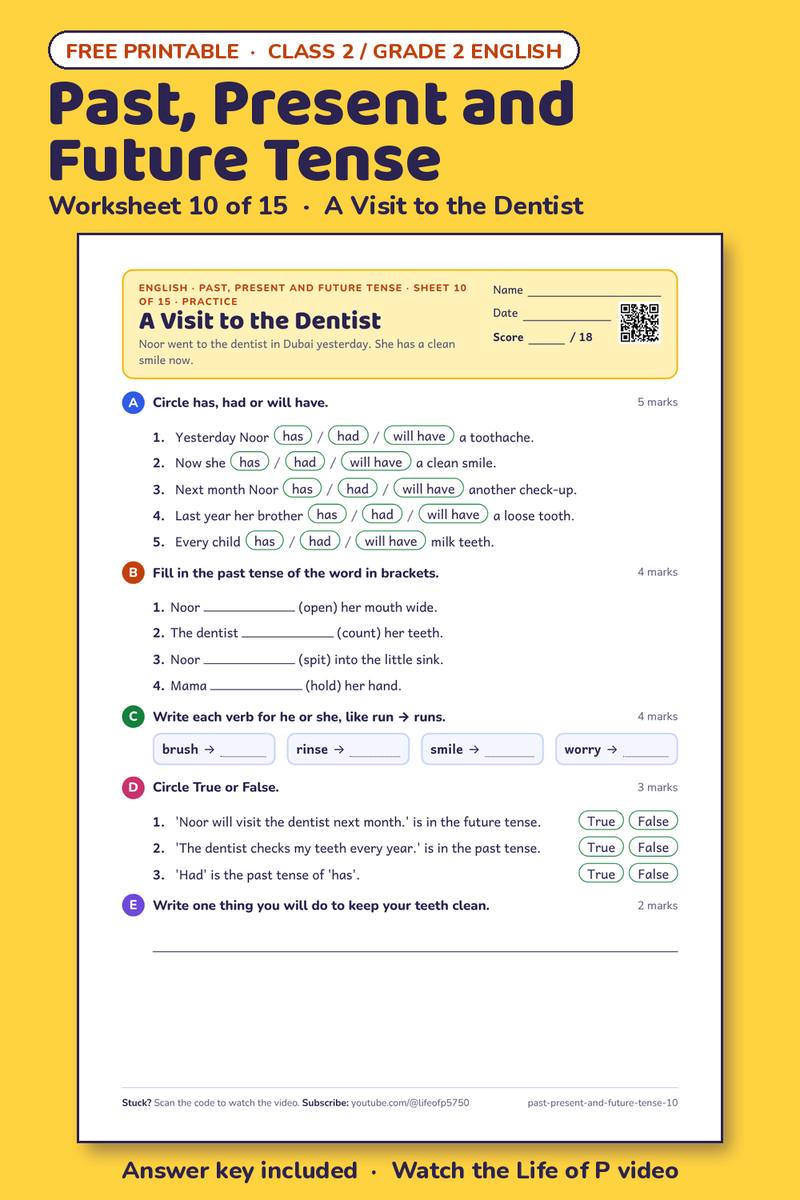 FREE PRINTABLE · CLASS 2 / GRADE 2 ENGLISH
Past, Present and
Future Tense
Worksheet 10 of 15 · A Visit to the Dentist
ENGLISH · PAST, PRESENT AND FUTURE TENSE · SHEET 10
OF 15 · PRACTICE
A Visit to the Dentist
Noor went to the dentist in Dubai yesterday. She has a clean
smile now.
Name ____
Date ____
Score ____ / 18
A Circle has, had or will have. 5 marks
1. Yesterday Noor has / had / will have a toothache.
2. Now she has / had / will have a clean smile.
3. Next month Noor has / had / will have another check-up.
4. Last year her brother has / had / will have a loose tooth.
5. Every child has / had / will have milk teeth.
B Fill in the past tense of the word in brackets. 4 marks
1. Noor ____ (open) her mouth wide.
2. The dentist ____ (count) her teeth.
3. Noor ____ (spit) into the little sink.
4. Mama ____ (hold) her hand.
C Write each verb for he or she, like run → runs. 4 marks
brush → ____ rinse → ____ smile → ____ worry → ____
D Circle True or False. 3 marks
1. 'Noor will visit the dentist next month.' is in the future tense. True False
2. 'The dentist checks my teeth every year.' is in the past tense. True False
3. 'Had' is the past tense of 'has'. True False
E Write one thing you will do to keep your teeth clean. 2 marks
Stuck? Scan the code to watch the video. Subscribe: youtube.com/@lifeofp5750 past-present-and-future-tense-10
Answer key included · Watch the Life of P video